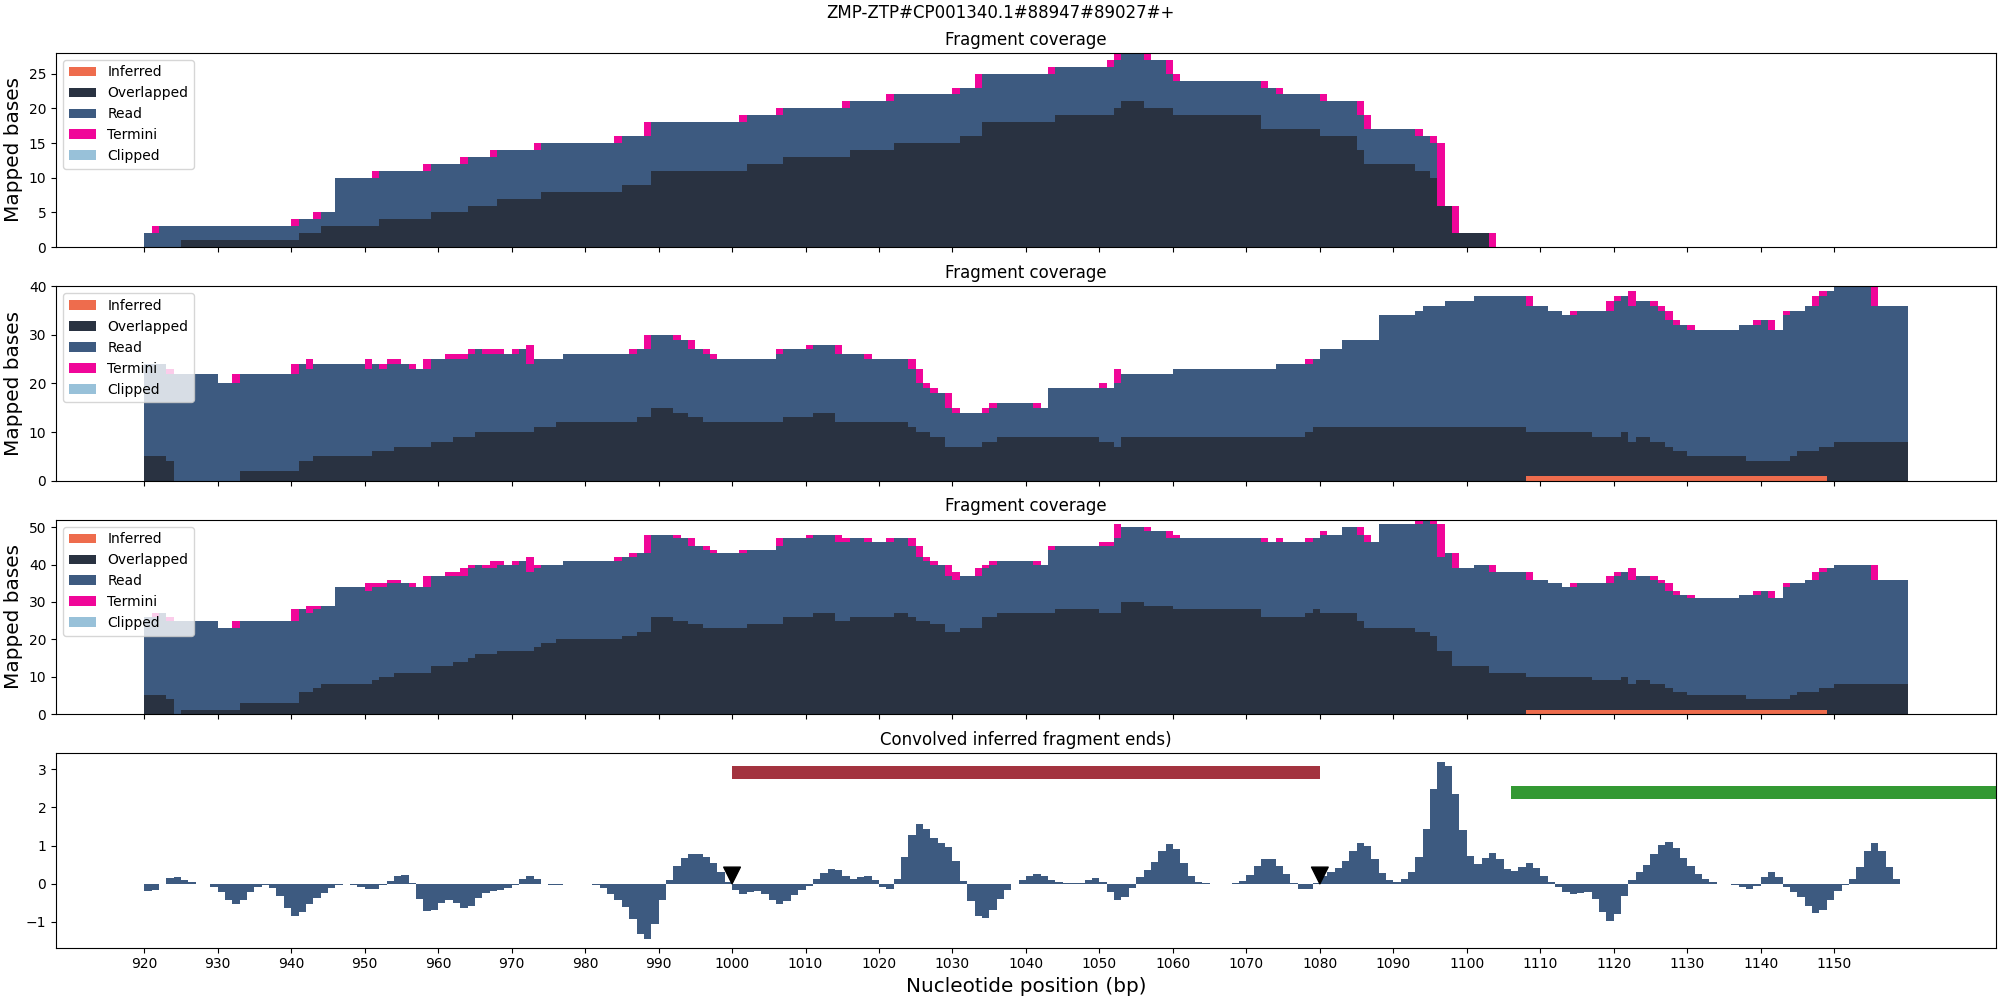 ZMP-ZTP#CP001340.1#88947#89027#+
Fragment coverage
Mapped bases
25
20
15
10
5
0
Inferred
Overlapped
Read
Termini
Clipped
Fragment coverage
Mapped bases
40
30
20
10
0
Inferred
Overlapped
Read
Termini
Clipped
Fragment coverage
Mapped bases
50
40
30
20
10
0
Inferred
Overlapped
Read
Termini
Clipped
Convolved inferred fragment ends)
3
2
1
0
−1
920 930 940 950 960 970 980 990 1000 1010 1020 1030 1040 1050 1060 1070 1080 1090 1100 1110 1120 1130 1140 1150
Nucleotide position (bp)